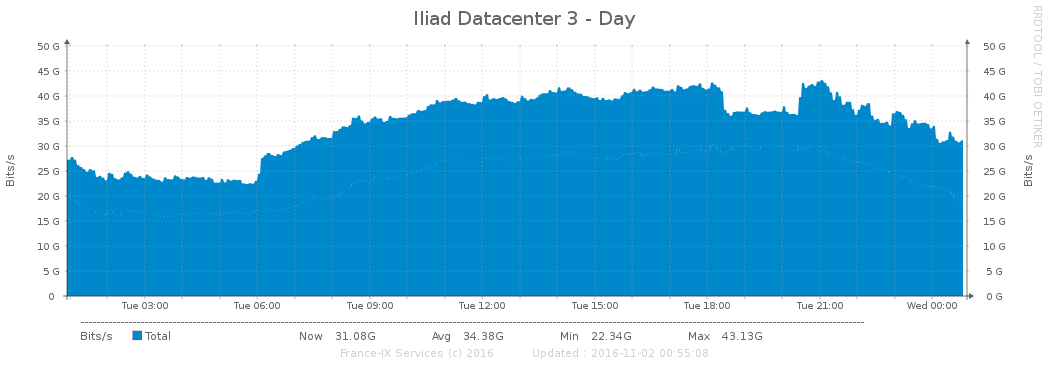 Iliad Datacenter 3 - Day
RRDTOOL / TOBI OETIKER
50 G 50 G
45 G 45 G
40 G 40 G
35 G 35 G
30 G 30 G
25 G 25 G
20 G 20 G
15 G 15 G
10 G 10 G
5 G 5 G
0 0 G
Bits/s Bits/s
Tue 03:00 Tue 06:00 Tue 09:00 Tue 12:00 Tue 15:00 Tue 18:00 Tue 21:00 Wed 00:00
Bits/s Total Now 31.08G Avg 34.38G Min 22.34G Max 43.13G
France-IX Services (c) 2016 Updated : 2016-11-02 00:55:08